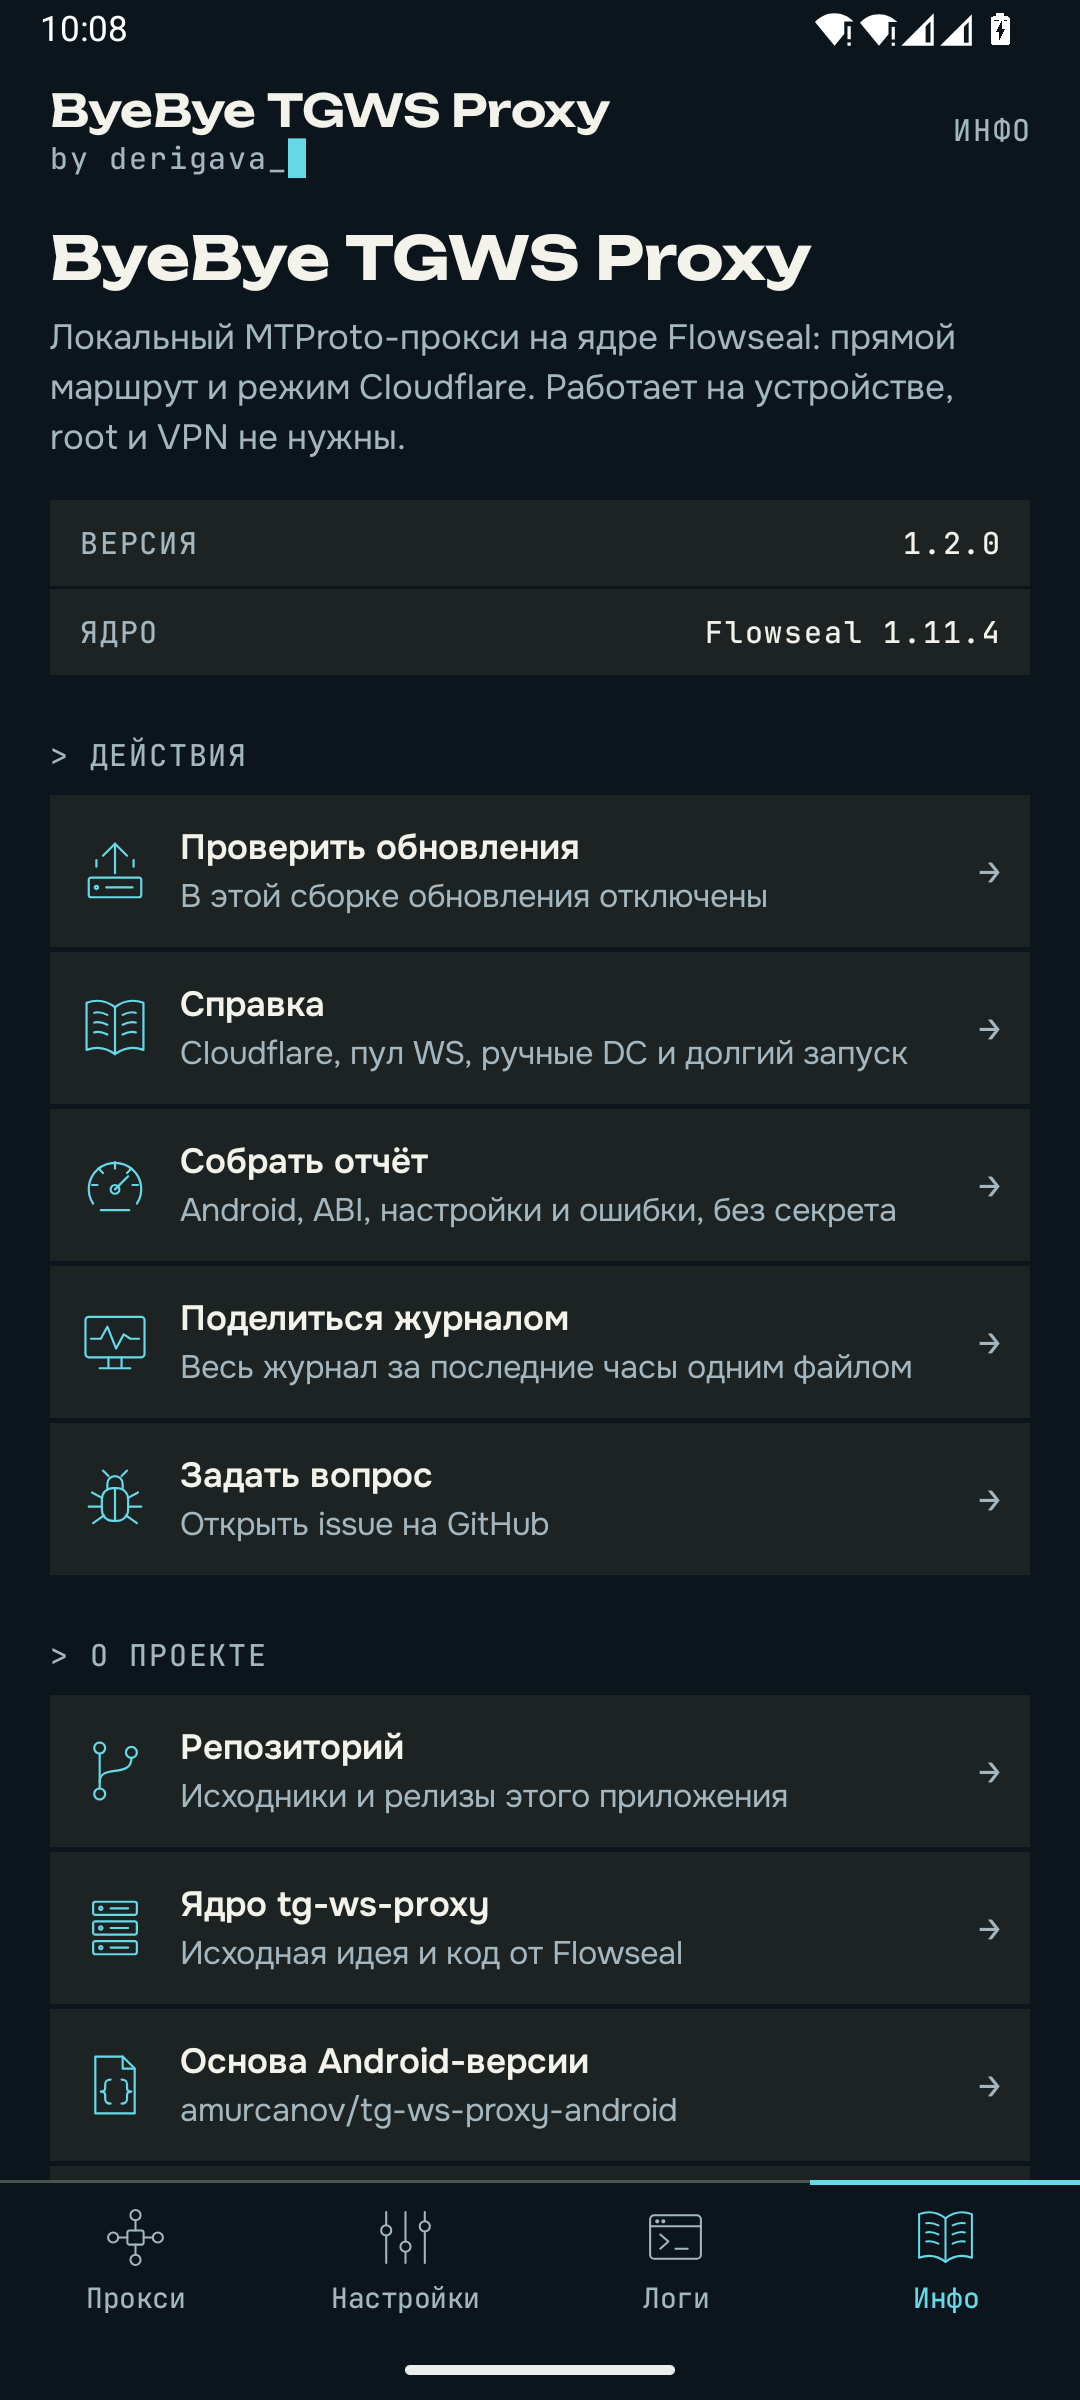 10:08
ByeBye TGWS Proxy
by derigava_
ИНФО
ByeBye TGWS Proxy
Локальный MTProto-прокси на ядре Flowseal: прямой
маршрут и режим Cloudflare. Работает на устройстве,
root и VPN не нужны.
ВЕРСИЯ 1.2.0
ЯДРО Flowseal 1.11.4
> ДЕЙСТВИЯ
Проверить обновления
В этой сборке обновления отключены
→
Справка
Cloudflare, пул WS, ручные DC и долгий запуск
→
Собрать отчёт
Android, ABI, настройки и ошибки, без секрета
→
Поделиться журналом
Весь журнал за последние часы одним файлом
→
Задать вопрос
Открыть issue на GitHub
→
> О ПРОЕКТЕ
Репозиторий
Исходники и релизы этого приложения
→
Ядро tg-ws-proxy
Исходная идея и код от Flowseal
→
Основа Android-версии
amurcanov/tg-ws-proxy-android
→
Прокси
Настройки
Логи
Инфо